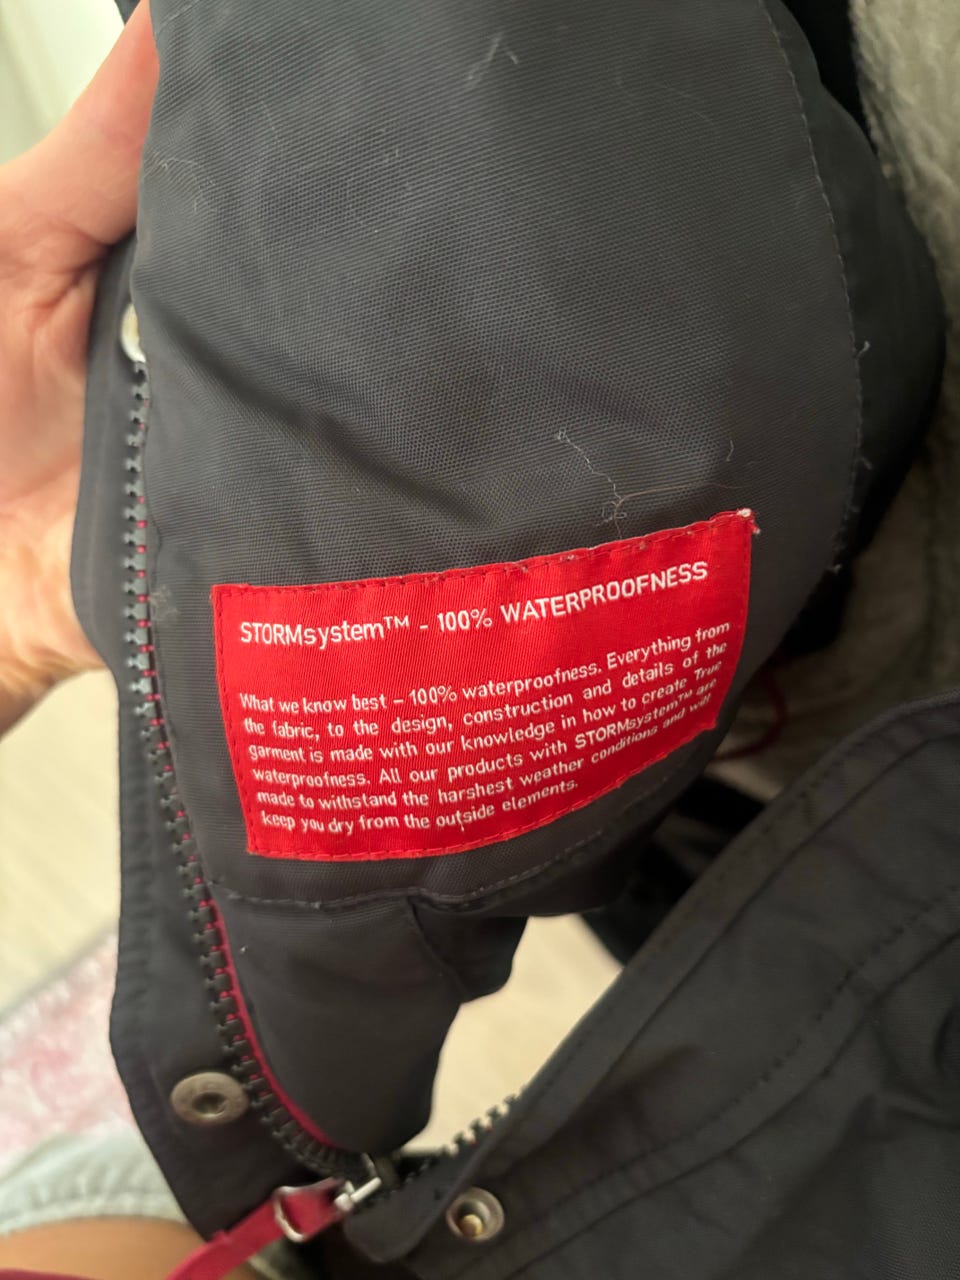 STORMsystem™ - 100% WATERPROOFNESS
What we know best – 100% waterproofness. Everything from
the fabric, to the design, construction and details of the
garment is made with our knowledge in how to create True
waterproofness. All our products with STORMsystem™ are
made to withstand the harshest weather conditions and will
keep you dry from the outside elements.